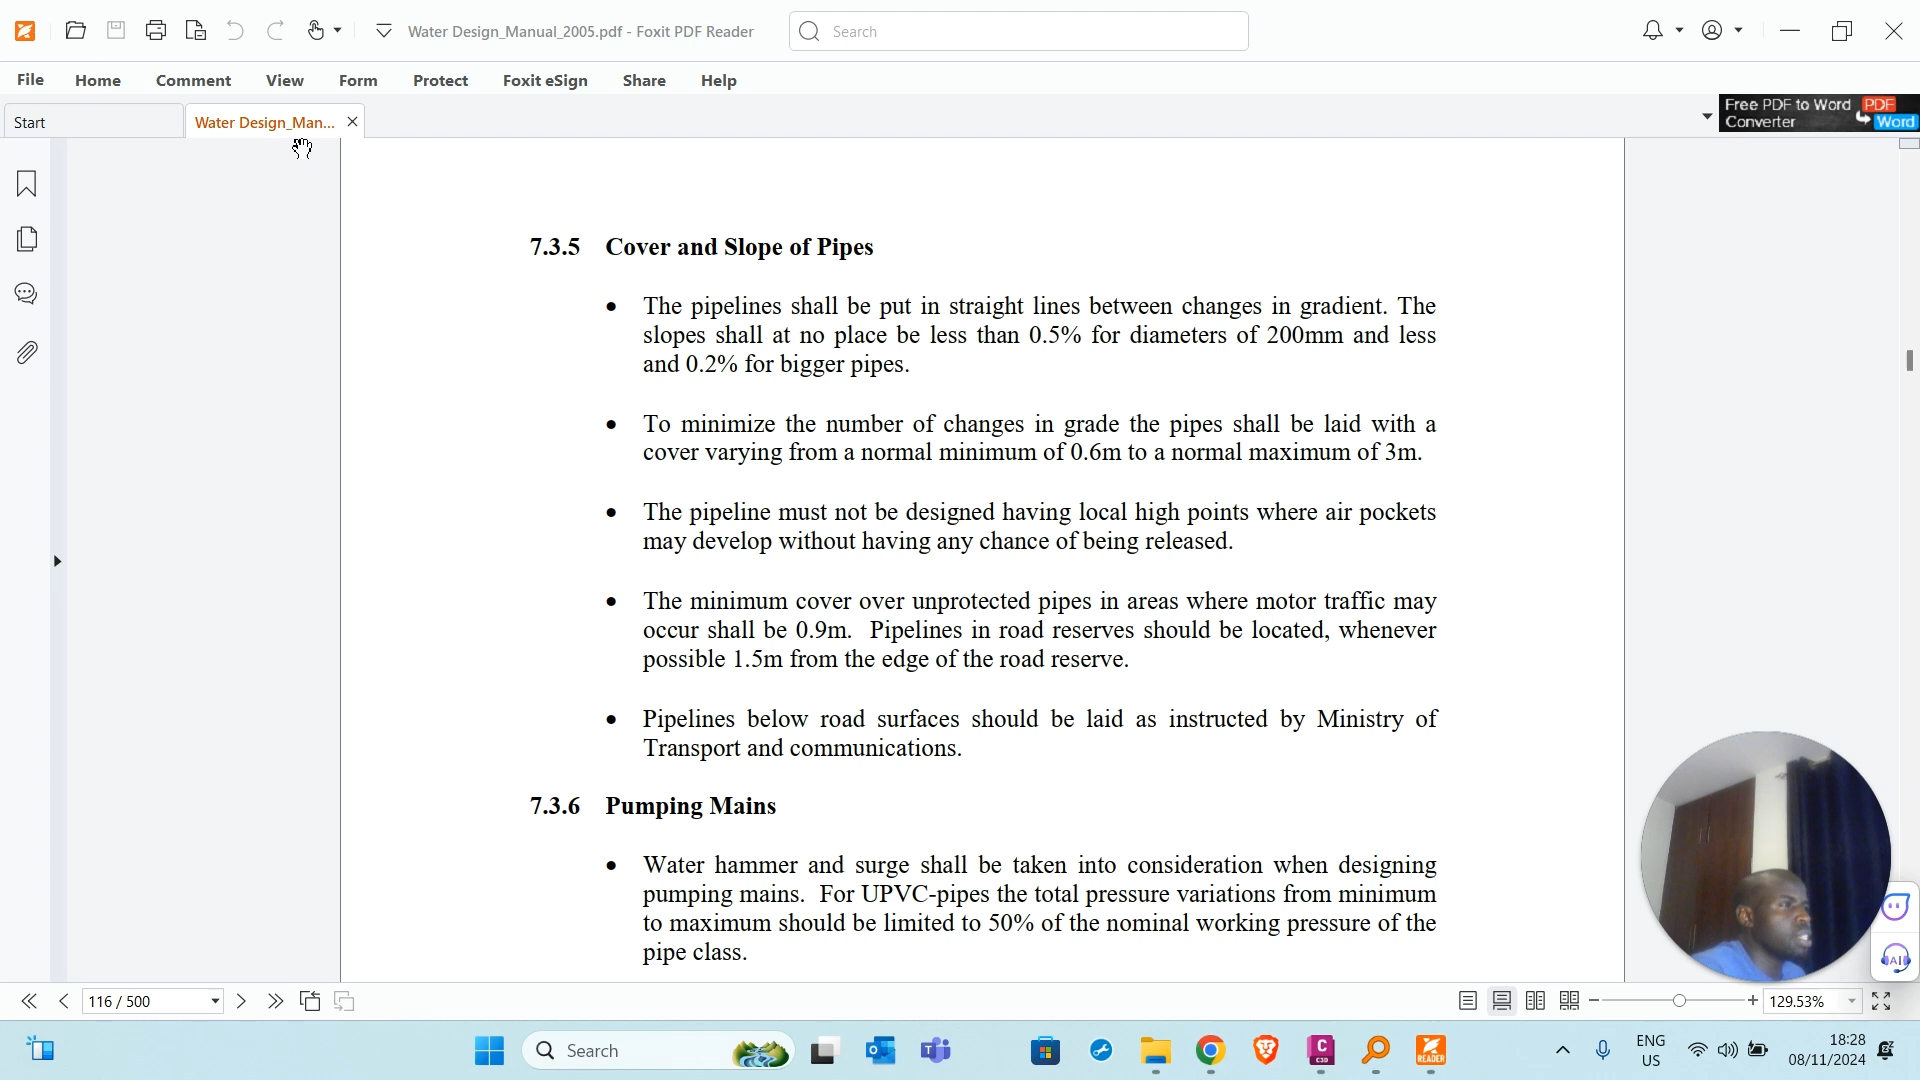 Water Design_Manual_2005.pdf - Foxit PDF Reader
Search
File Home Comment View Form Protect Foxit eSign Share Help
Start
Water Design_Man...
Free PDF to Word PDF
Converter Word
7.3.5 Cover and Slope of Pipes
• The pipelines shall be put in straight lines between changes in gradient. The
slopes shall at no place be less than 0.5% for diameters of 200mm and less
and 0.2% for bigger pipes.
• To minimize the number of changes in grade the pipes shall be laid with a
cover varying from a normal minimum of 0.6m to a normal maximum of 3m.
• The pipeline must not be designed having local high points where air pockets
may develop without having any chance of being released.
• The minimum cover over unprotected pipes in areas where motor traffic may
occur shall be 0.9m. Pipelines in road reserves should be located, whenever
possible 1.5m from the edge of the road reserve.
• Pipelines below road surfaces should be laid as instructed by Ministry of
Transport and communications.
7.3.6 Pumping Mains
• Water hammer and surge shall be taken into consideration when designing
pumping mains. For UPVC-pipes the total pressure variations from minimum
to maximum should be limited to 50% of the nominal working pressure of the
pipe class.
AI
116 / 500
129.53%
Search
C
C3D
READER
ENG
US
18:28
08/11/2024